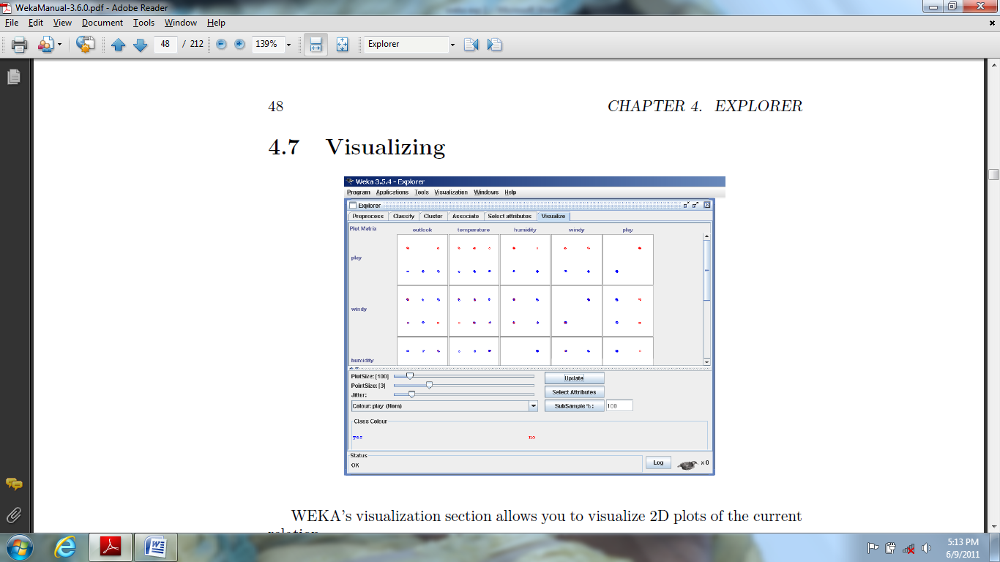 WekaManual-3.6.0.pdf - Adobe Reader
File Edit View Document Tools Window Help
48 / 212 139% Explorer
48 CHAPTER 4. EXPLORER
4.7 Visualizing
Weka 3.5.4 - Explorer
Program Applications Tools Visualization Windows Help
Explorer
Preprocess Classify Cluster Associate Select attributes Visualize
Plot Matrix outlook temperature humidity windy play
play
windy
humidity
PlotSize: [100] Update
PointSize: [3] Select Attributes
Jitter:
Colour: play (Nom) SubSample % : 100
Class Colour
yes no
Status
OK Log x 0
WEKA's visualization section allows you to visualize 2D plots of the current
relation.
5:13 PM
6/9/2011